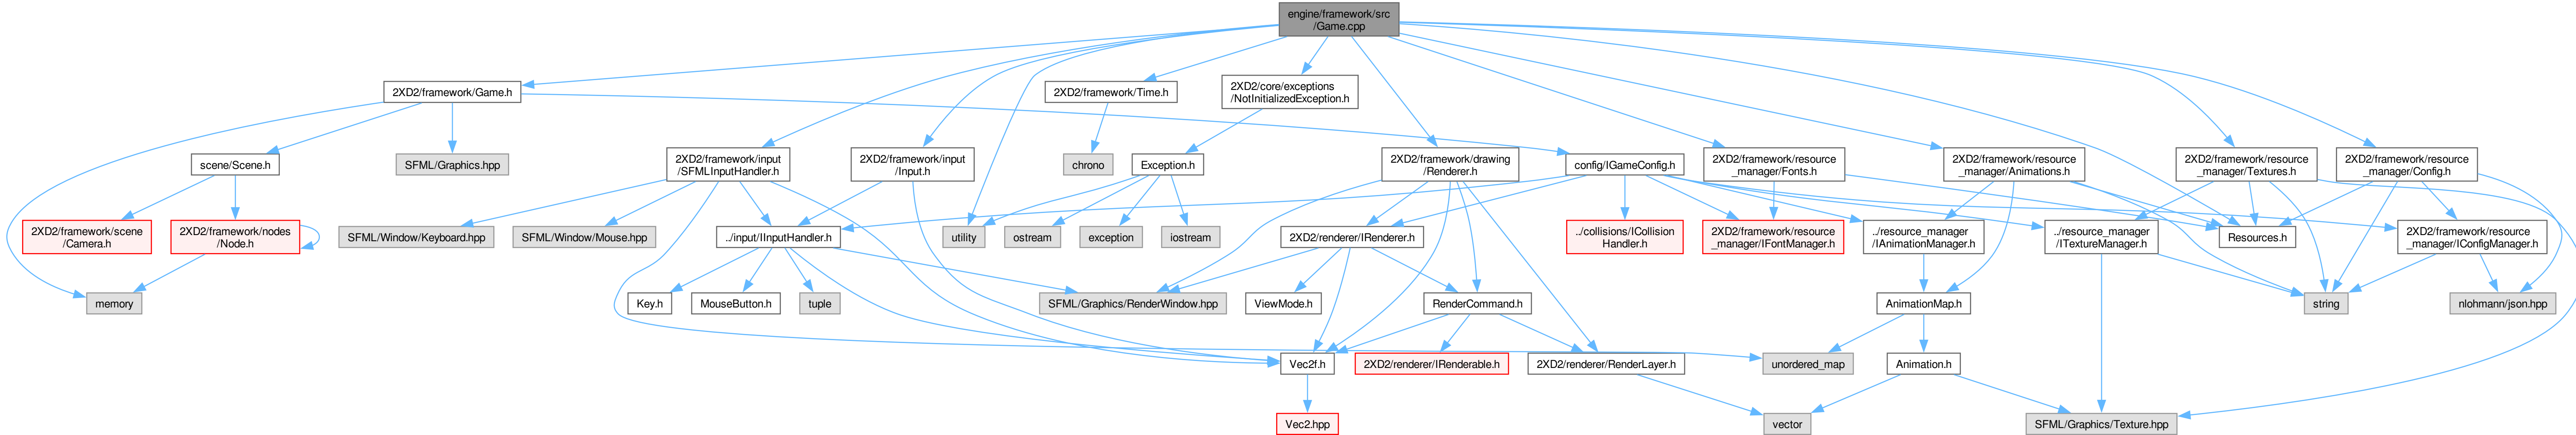 engine/framework/src
/Game.cpp
2XD2/framework/Game.h
2XD2/framework/Time.h
2XD2/core/exceptions
/NotInitializedException.h
scene/Scene.h
SFML/Graphics.hpp
2XD2/framework/input
/SFMLInputHandler.h
2XD2/framework/input
/Input.h
chrono
Exception.h
2XD2/framework/drawing
/Renderer.h
config/IGameConfig.h
2XD2/framework/resource
_manager/Fonts.h
2XD2/framework/resource
_manager/Animations.h
2XD2/framework/resource
_manager/Textures.h
2XD2/framework/resource
_manager/Config.h
2XD2/framework/scene
/Camera.h
2XD2/framework/nodes
/Node.h
SFML/Window/Keyboard.hpp
SFML/Window/Mouse.hpp
../input/IInputHandler.h
utility
ostream
exception
iostream
2XD2/renderer/IRenderer.h
../collisions/ICollision
Handler.h
2XD2/framework/resource
_manager/IFontManager.h
../resource_manager
/IAnimationManager.h
../resource_manager
/ITextureManager.h
Resources.h
2XD2/framework/resource
_manager/IConfigManager.h
memory
Key.h
MouseButton.h
tuple
SFML/Graphics/RenderWindow.hpp
ViewMode.h
RenderCommand.h
AnimationMap.h
string
nlohmann/json.hpp
Vec2f.h
2XD2/renderer/IRenderable.h
2XD2/renderer/RenderLayer.h
unordered_map
Animation.h
Vec2.hpp
vector
SFML/Graphics/Texture.hpp